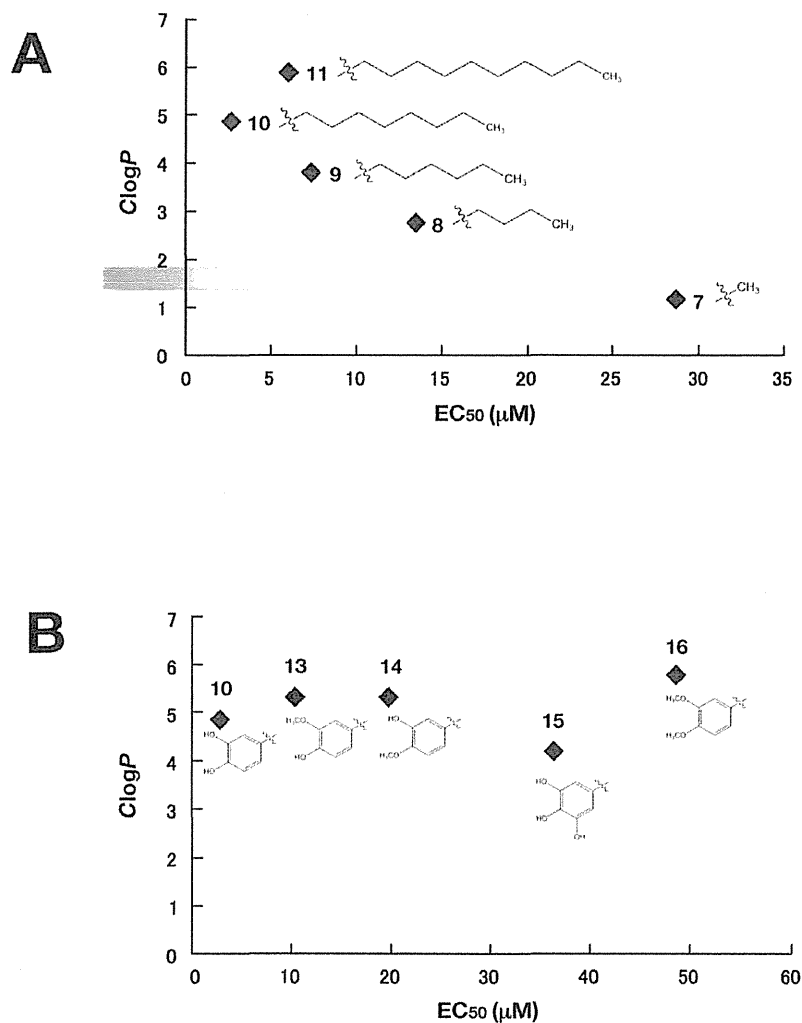 A
7
6
5
4
3
2
1
0
ClogP
11
CH₃
10
CH₃
9
CH₃
8
CH₃
7
CH₃
0 5 10 15 20 25 30 35
EC₅₀ (μM)
B
7
6
5
4
3
2
1
0
ClogP
10
HO
HO
13
H₃CO
HO
14
HO
H₃CO
15
HO
HO
OH
16
H₃CO
H₃CO
0 10 20 30 40 50 60
EC₅₀ (μM)